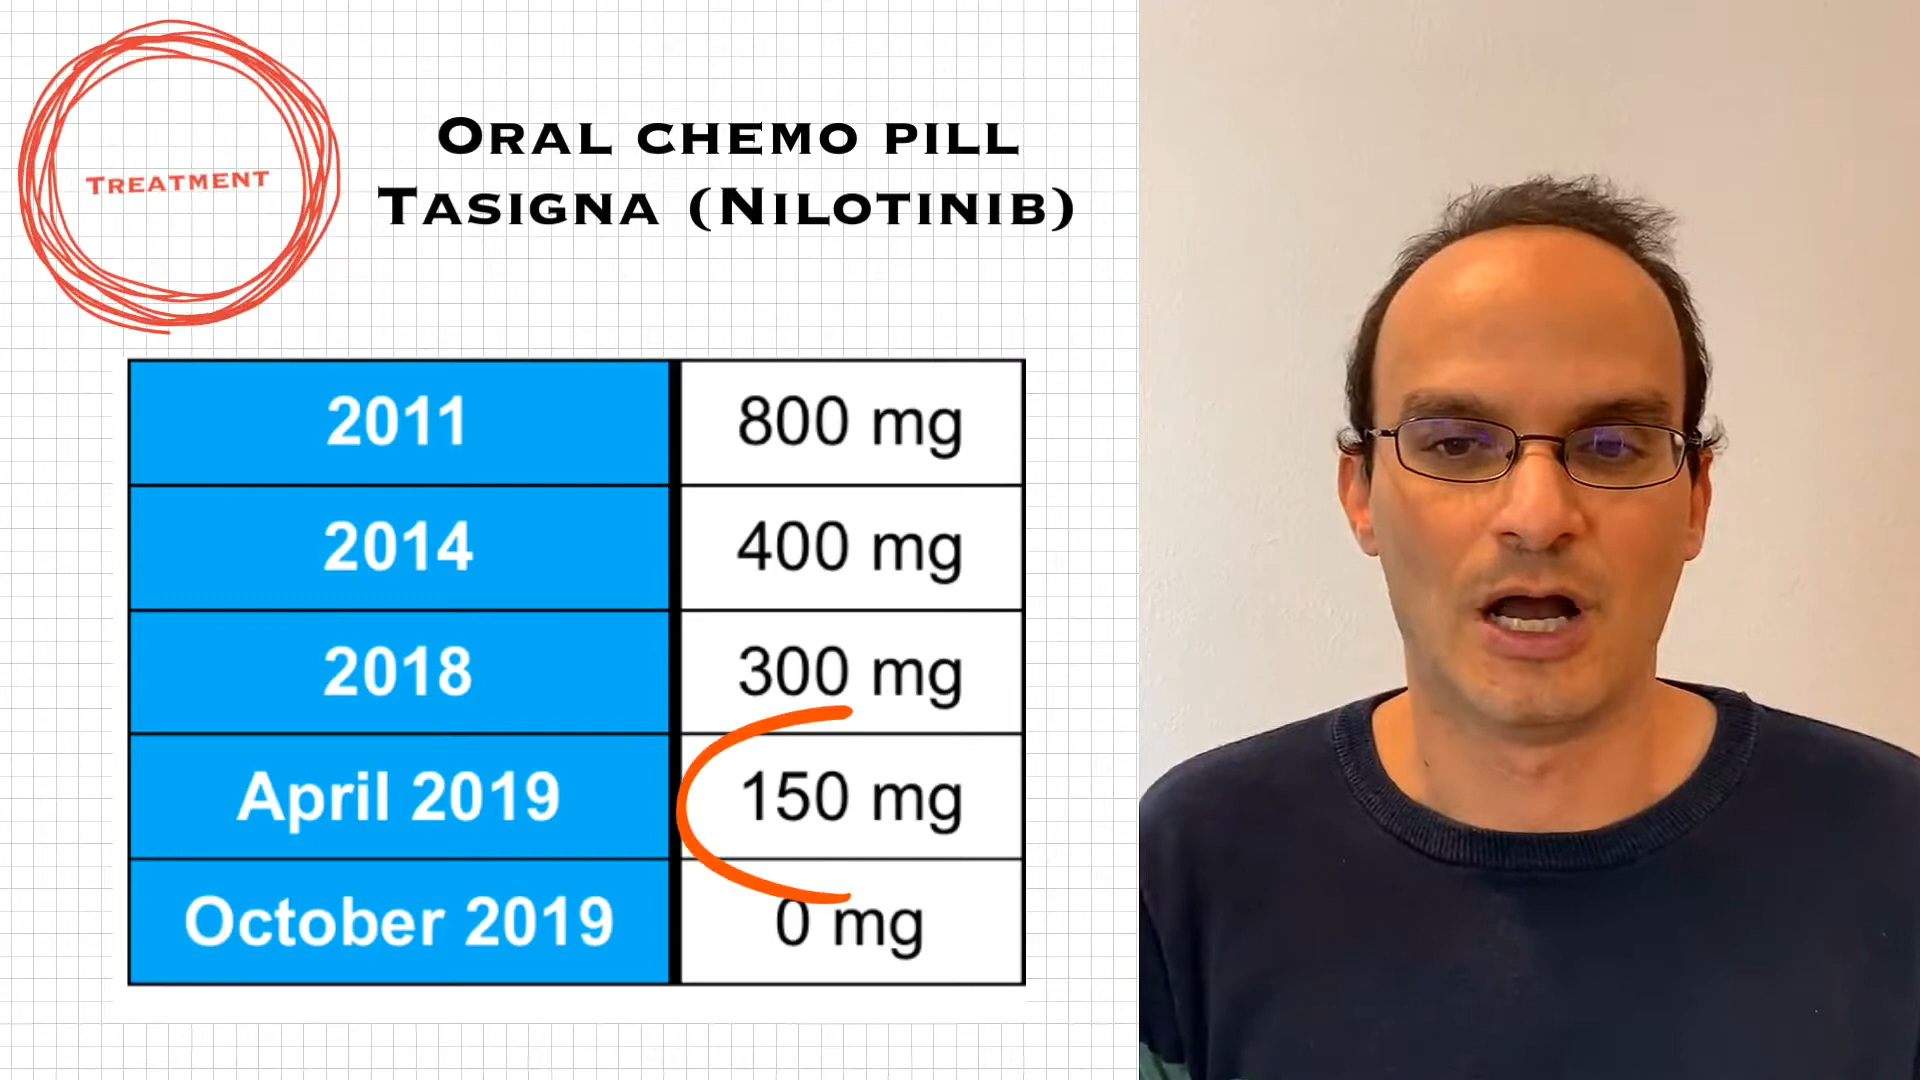 TREATMENT
ORAL CHEMO PILL
TASIGNA (NILOTINIB)
2011 800 mg
2014 400 mg
2018 300 mg
April 2019 150 mg
October 2019 0 mg